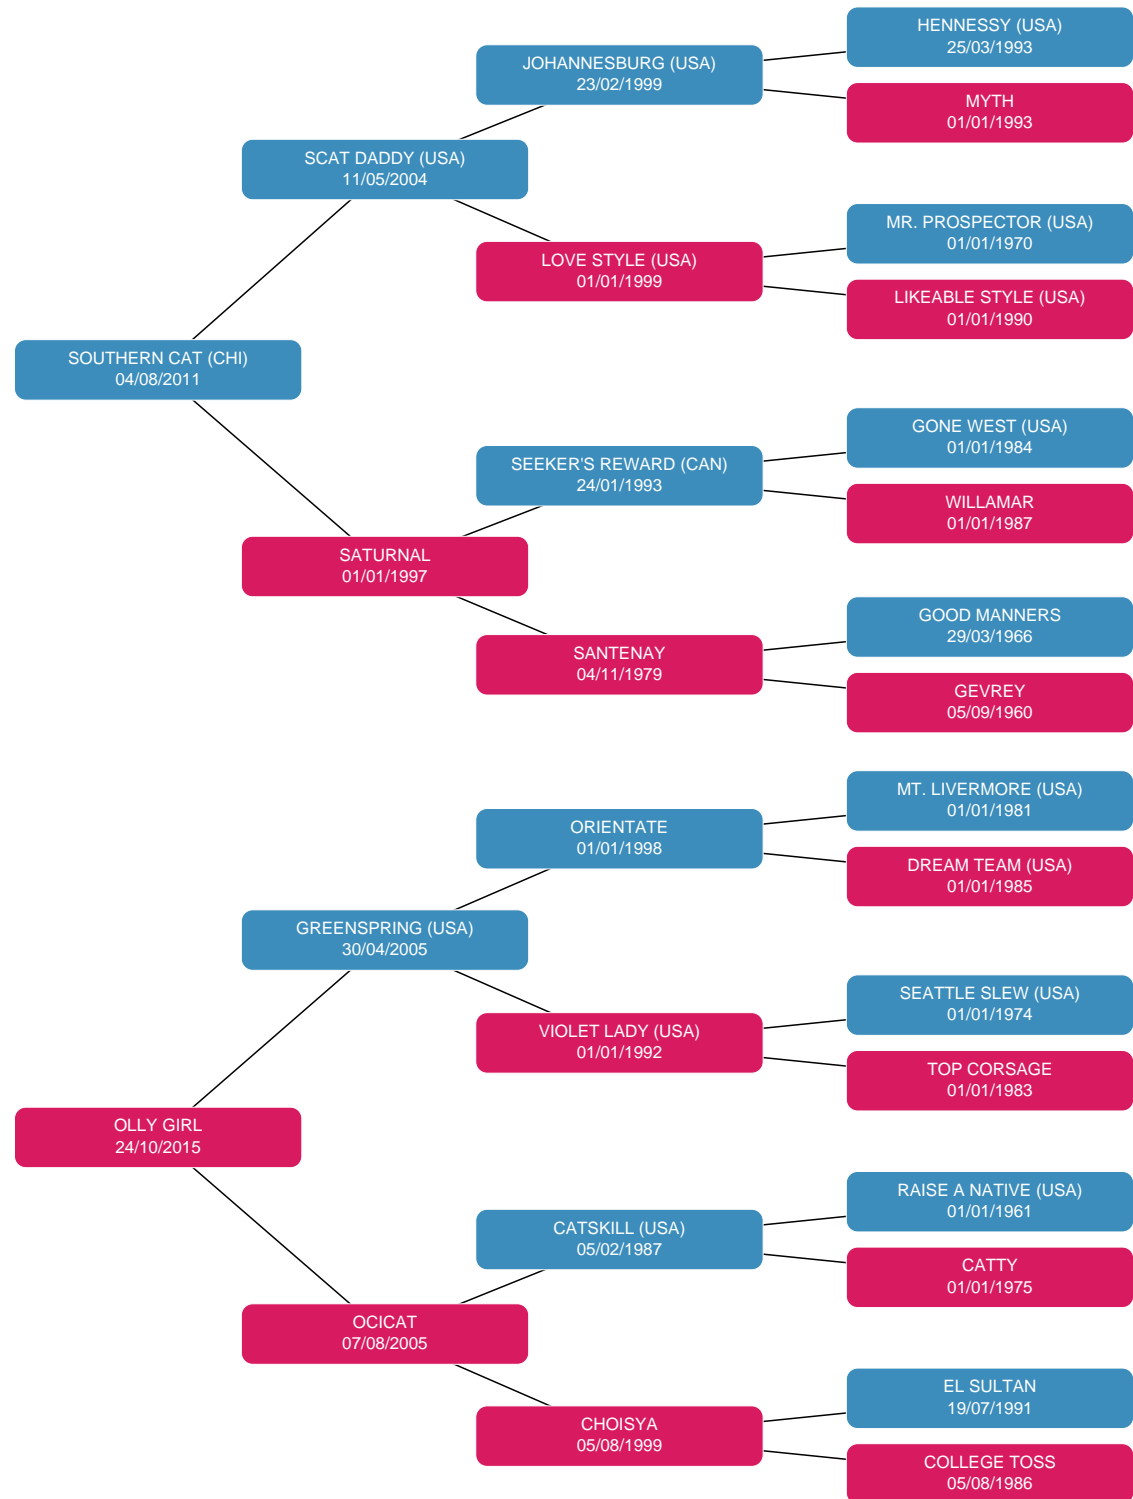 HENNESSY (USA)
25/03/1993
JOHANNESBURG (USA)
23/02/1999
MYTH
01/01/1993
SCAT DADDY (USA)
11/05/2004
MR. PROSPECTOR (USA)
01/01/1970
LOVE STYLE (USA)
01/01/1999
LIKEABLE STYLE (USA)
01/01/1990
SOUTHERN CAT (CHI)
04/08/2011
GONE WEST (USA)
01/01/1984
SEEKER'S REWARD (CAN)
24/01/1993
WILLAMAR
01/01/1987
SATURNAL
01/01/1997
GOOD MANNERS
29/03/1966
SANTENAY
04/11/1979
GEVREY
05/09/1960
MT. LIVERMORE (USA)
01/01/1981
ORIENTATE
01/01/1998
DREAM TEAM (USA)
01/01/1985
GREENSPRING (USA)
30/04/2005
SEATTLE SLEW (USA)
01/01/1974
VIOLET LADY (USA)
01/01/1992
TOP CORSAGE
01/01/1983
OLLY GIRL
24/10/2015
RAISE A NATIVE (USA)
01/01/1961
CATSKILL (USA)
05/02/1987
CATTY
01/01/1975
OCICAT
07/08/2005
EL SULTAN
19/07/1991
CHOISYA
05/08/1999
COLLEGE TOSS
05/08/1986